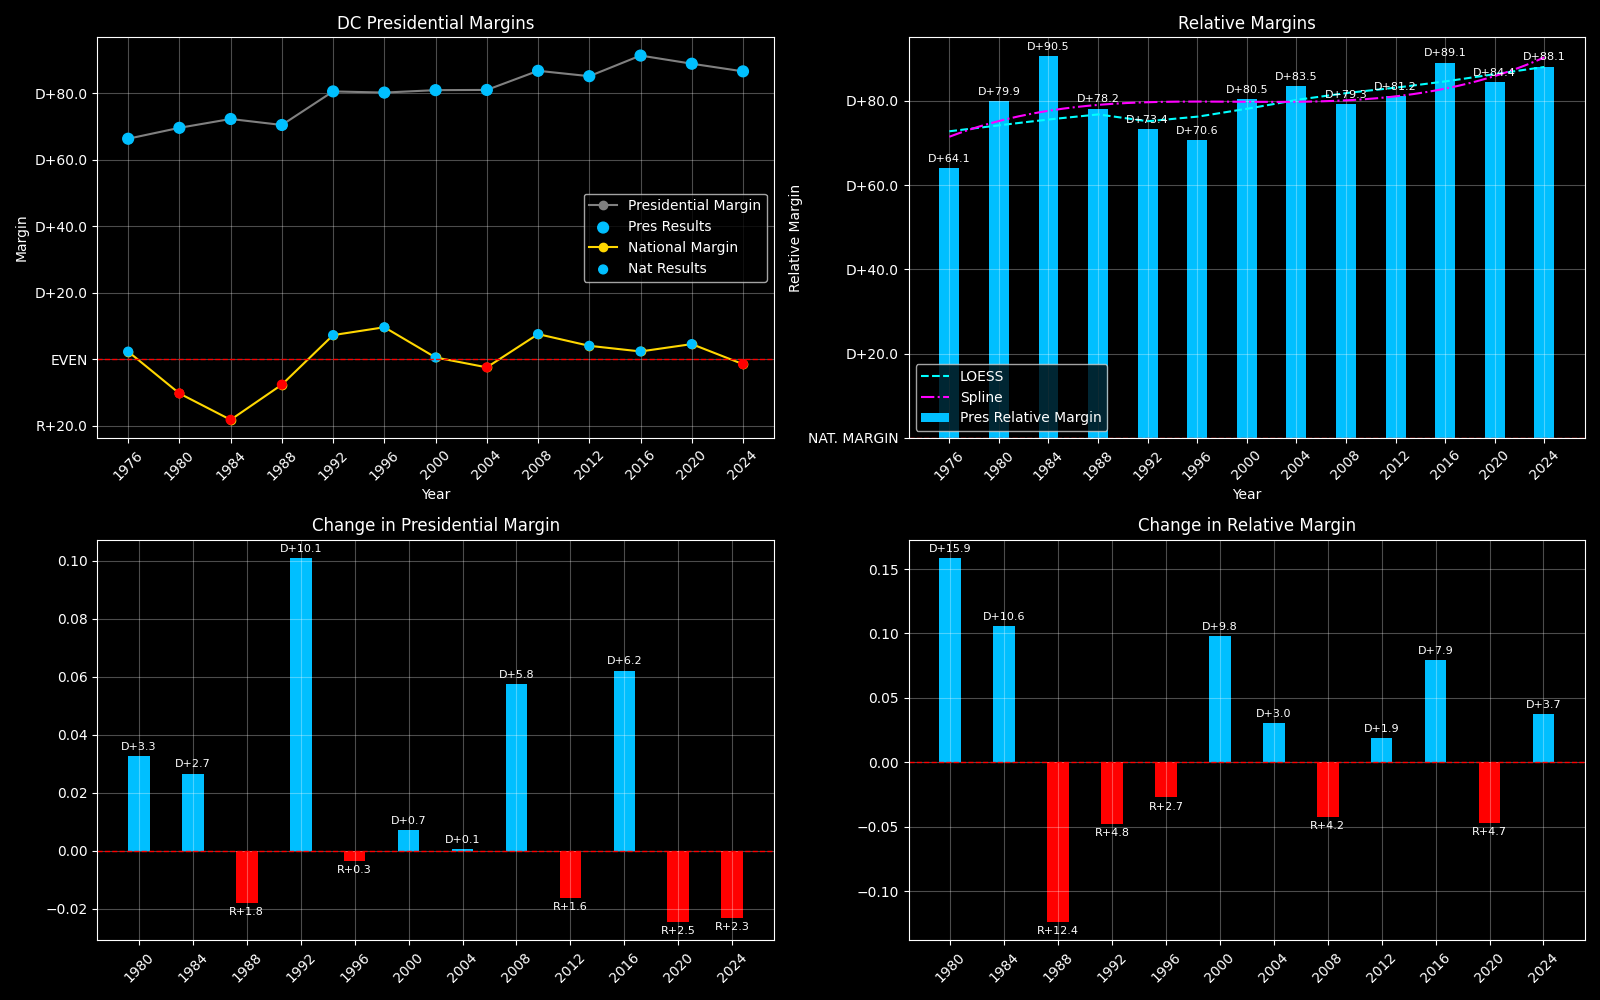 DC Presidential Margins
Margin
D+80.0
D+60.0
D+40.0
D+20.0
EVEN
R+20.0
Presidential Margin
Pres Results
National Margin
Nat Results
1976 1980 1984 1988 1992 1996 2000 2004 2008 2012 2016 2020 2024
Year
Relative Margins
Relative Margin
D+80.0
D+60.0
D+40.0
D+20.0
NAT. MARGIN
D+64.1 D+79.9 D+90.5 D+78.2 D+73.4 D+70.6 D+80.5 D+83.5 D+79.3 D+81.2 D+89.1 D+84.4 D+88.1
LOESS
Spline
Pres Relative Margin
1976 1980 1984 1988 1992 1996 2000 2004 2008 2012 2016 2020 2024
Year
Change in Presidential Margin
0.10
0.08
0.06
0.04
0.02
0.00
−0.02
D+3.3 D+2.7 R+1.8 D+10.1 R+0.3 D+0.7 D+0.1 D+5.8 R+1.6 D+6.2 R+2.5 R+2.3
1980 1984 1988 1992 1996 2000 2004 2008 2012 2016 2020 2024
Change in Relative Margin
0.15
0.10
0.05
0.00
−0.05
−0.10
D+15.9 D+10.6 R+12.4 R+4.8 R+2.7 D+9.8 D+3.0 R+4.2 D+1.9 D+7.9 R+4.7 D+3.7
1980 1984 1988 1992 1996 2000 2004 2008 2012 2016 2020 2024